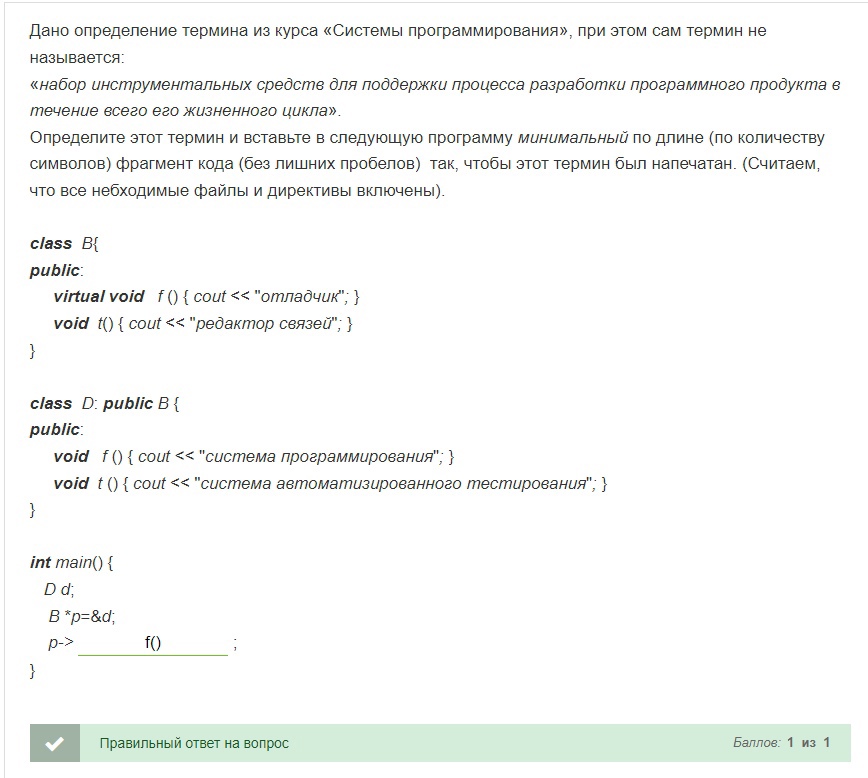 Дано определение термина из курса «Системы программирования», при этом сам термин не
называется:
«набор инструментальных средств для поддержки процесса разработки программного продукта в
течение всего его жизненного цикла».
Определите этот термин и вставьте в следующую программу минимальный по длине (по количеству
символов) фрагмент кода (без лишних пробелов) так, чтобы этот термин был напечатан. (Считаем,
что все небходимые файлы и директивы включены).
class B{
public:
virtual void f () { cout << "отладчик"; }
void t() { cout << "редактор связей"; }
}
class D: public B {
public:
void f () { cout << "система программирования"; }
void t () { cout << "система автоматизированного тестирования"; }
}
int main() {
D d;
B *p=&d;
p-> f() ;
}
Правильный ответ на вопрос Баллов: 1 из 1